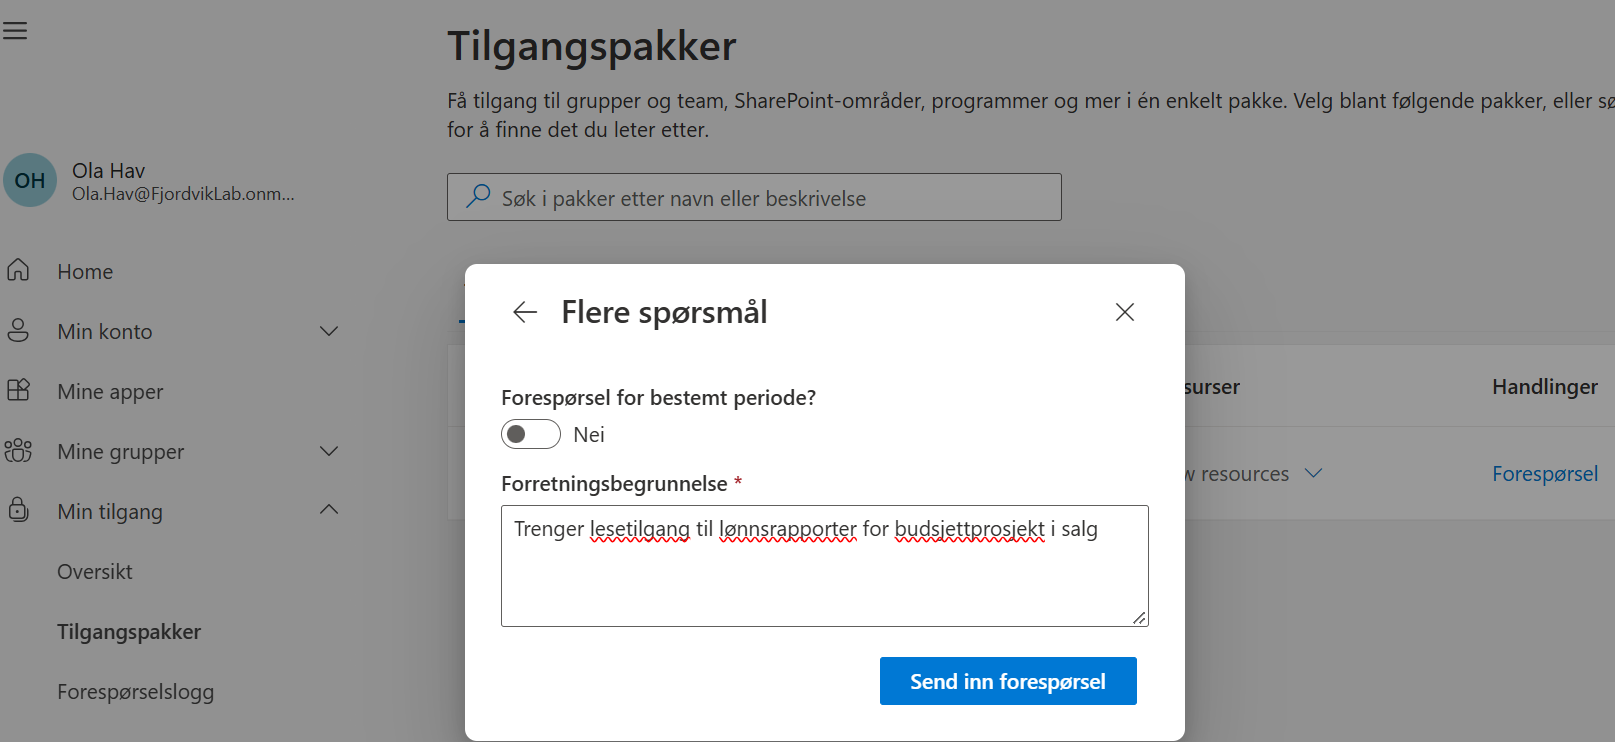 Tilgangspakker
Få tilgang til grupper og team, SharePoint-områder, programmer og mer i én enkelt pakke. Velg blant følgende pakker, eller
for å finne det du leter etter.
OH
Ola Hav
Ola.Hav@FjordvikLab.onm...
Søk i pakker etter navn eller beskrivelse
Home
Min konto
Mine apper
Mine grupper
Min tilgang
Oversikt
Tilgangspakker
Forespørselslogg
Flere spørsmål
Forespørsel for bestemt periode?
Nei
Forretningsbegrunnelse *
Trenger lesetilgang til lønnsrapporter for budsjettprosjekt i salg
Send inn forespørsel
Handlinger
resources
Forespørsel